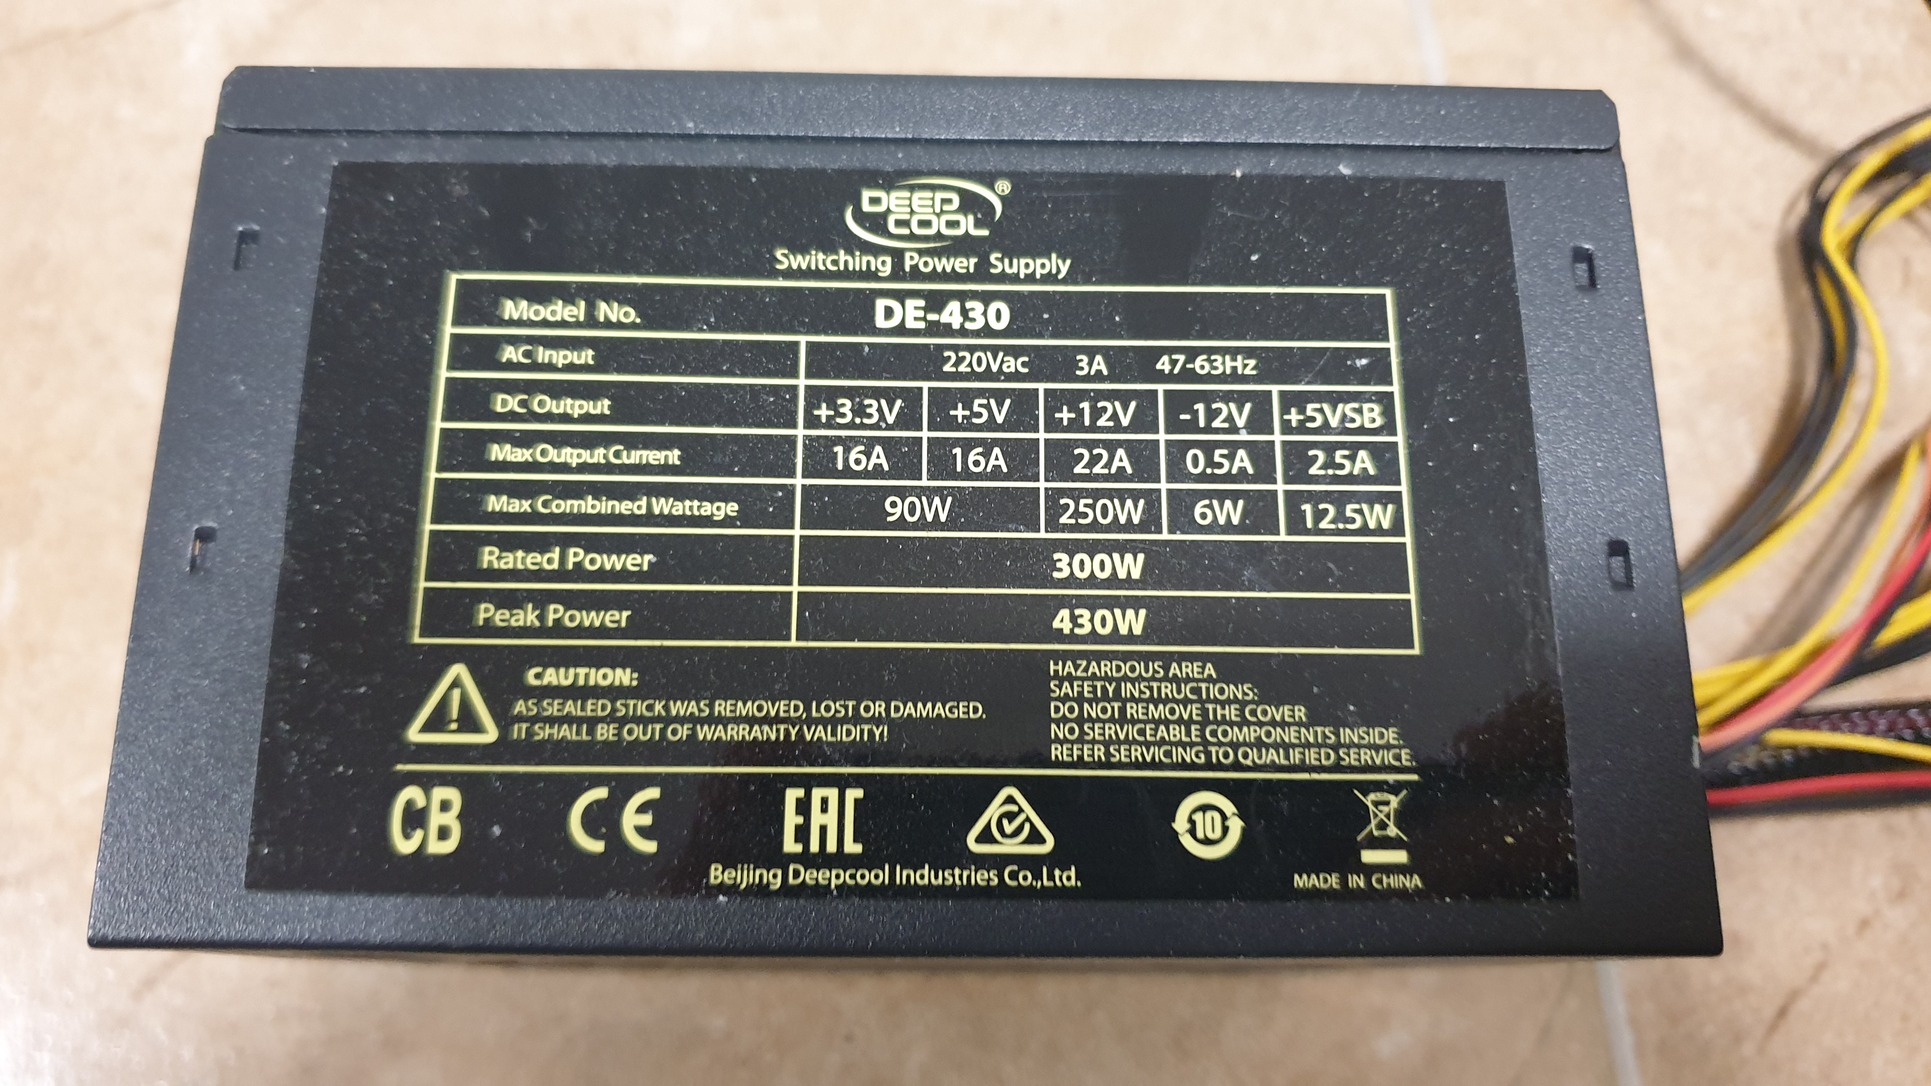 DEEP
COOL®
Switching Power Supply
Model No. DE-430
AC Input 220Vac 3A 47-63Hz
DC Output +3.3V +5V +12V -12V +5VSB
Max Output Current 16A 16A 22A 0.5A 2.5A
Max Combined Wattage 90W 250W 6W 12.5W
Rated Power 300W
Peak Power 430W
CAUTION:
AS SEALED STICK WAS REMOVED, LOST OR DAMAGED.
IT SHALL BE OUT OF WARRANTY VALIDITY!
HAZARDOUS AREA
SAFETY INSTRUCTIONS:
DO NOT REMOVE THE COVER
NO SERVICEABLE COMPONENTS INSIDE.
REFER SERVICING TO QUALIFIED SERVICE.
CB CE EAC 10
Beijing Deepcool Industries Co.,Ltd.
MADE IN CHINA